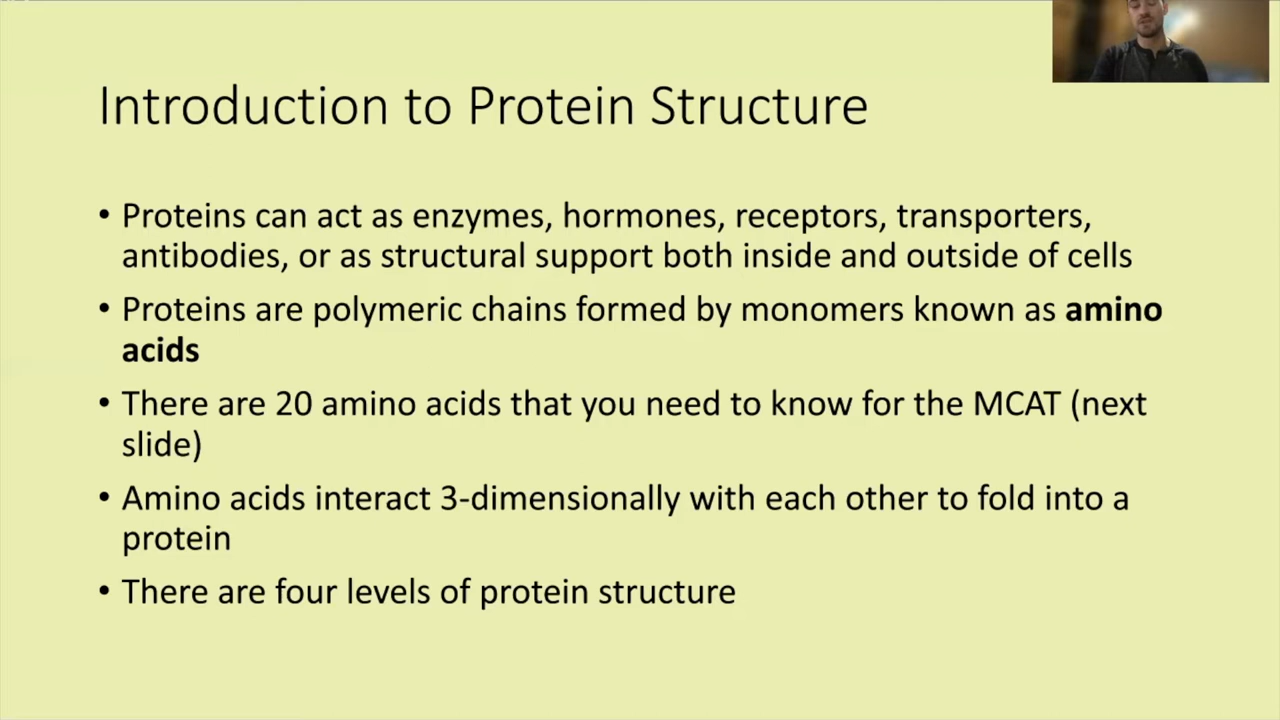 Introduction to Protein Structure
• Proteins can act as enzymes, hormones, receptors, transporters,
antibodies, or as structural support both inside and outside of cells
• Proteins are polymeric chains formed by monomers known as amino
acids
• There are 20 amino acids that you need to know for the MCAT (next
slide)
• Amino acids interact 3-dimensionally with each other to fold into a
protein
• There are four levels of protein structure